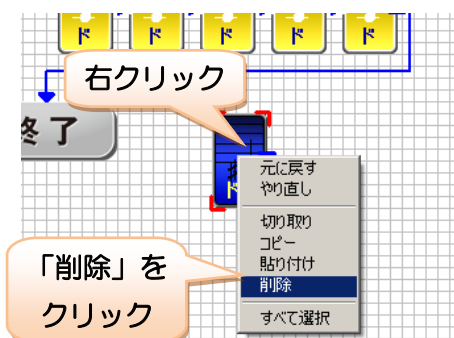 ド ド ド ド ド
右クリック
終了
ド
元に戻す
やり直し
切り取り
コピー
貼り付け
削除
すべて選択
「削除」を
クリック